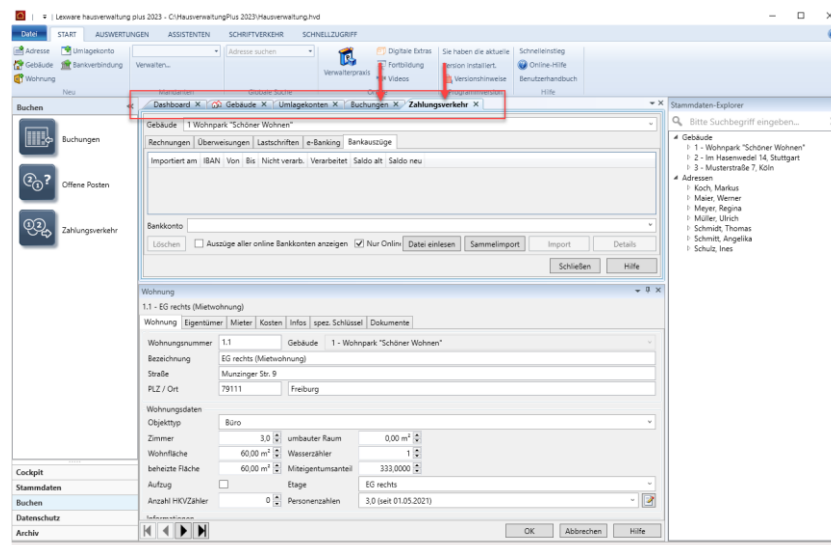 Lexware hausverwaltung plus 2023 - C:\HausverwaltungPlus 2023\Hausverwaltung.hvd
Datei START AUSWERTUNGEN ASSISTENTEN SCHRIFTVERKEHR SCHNELLZUGRIFF
Adresse Umlagekonto Adresse suchen Digitale Extras Sie haben die aktuelle Schnelleinstieg
Gebäude Bankverbindung Verwalten... Verwalterpraxis Fortbildung Version installiert. Online-Hilfe
Wohnung Videos Versionshinweise Benutzerhandbuch
Neu Mandanten Globale Suche Programmversion Hilfe
Buchen
Dashboard X Gebäude X Umlagekonten X Buchungen X Zahlungsverkehr X
Stammdaten-Explorer
Gebäude 1 Wohnpark "Schöner Wohnen"
Bitte Suchbegriff eingeben...
Buchungen
Rechnungen Überweisungen Lastschriften e-Banking Bankauszüge
Gebäude
1 - Wohnpark "Schöner Wohnen"
Importiert am IBAN Von Bis Nicht verarb. Verarbeitet Saldo alt Saldo neu
2 - Im Hasenwedel 14, Stuttgart
3 - Musterstraße 7, Köln
Adressen
Offene Posten
Koch, Markus
Maier, Werner
Meyer, Regina
Müller, Ulrich
Bankkonto
Schmidt, Thomas
Zahlungsverkehr
Schmitt, Angelika
Löschen Auszüge aller online Bankkonten anzeigen Nur Onlin Datei einlesen Sammelimport Import Details
Schulz, Ines
Schließen Hilfe
Wohnung
1.1 - EG rechts (Mietwohnung)
Wohnung Eigentümer Mieter Kosten Infos spez. Schlüssel Dokumente
Wohnungsnummer 1.1 Gebäude 1 - Wohnpark "Schöner Wohnen"
Bezeichnung EG rechts (Mietwohnung)
Straße Munzinger Str. 9
PLZ / Ort 79111 Freiburg
Wohnungsdaten
Objekttyp Büro
Zimmer 3,0 umbauter Raum 0,00 m³
Wohnfläche 60,00 m² Wasserzähler 1
beheizte Fläche 60,00 m² Miteigentumsanteil 333,0000
Cockpit
Aufzug Etage EG rechts
Stammdaten
Anzahl HKVZähler 0 Personenzahlen 3,0 (seit 01.05.2021)
Buchen
Datenschutz
Informationen
Archiv
OK Abbrechen Hilfe